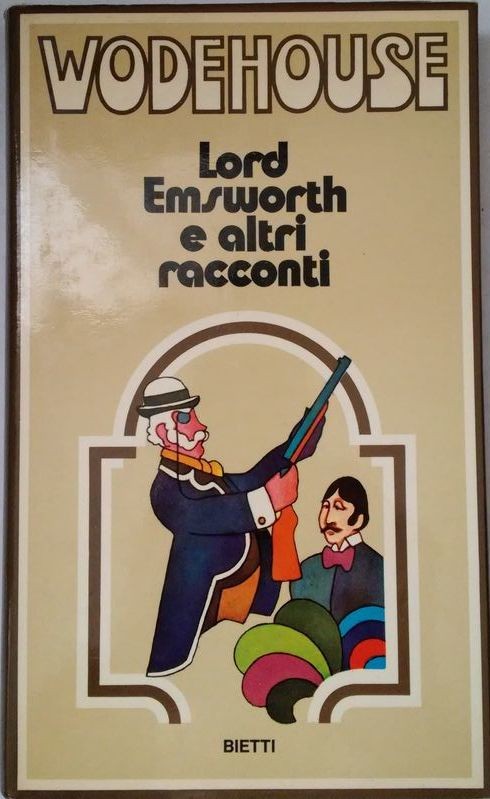 WODEHOUSE
Lord
Emsworth
e altri
racconti
BIETTI